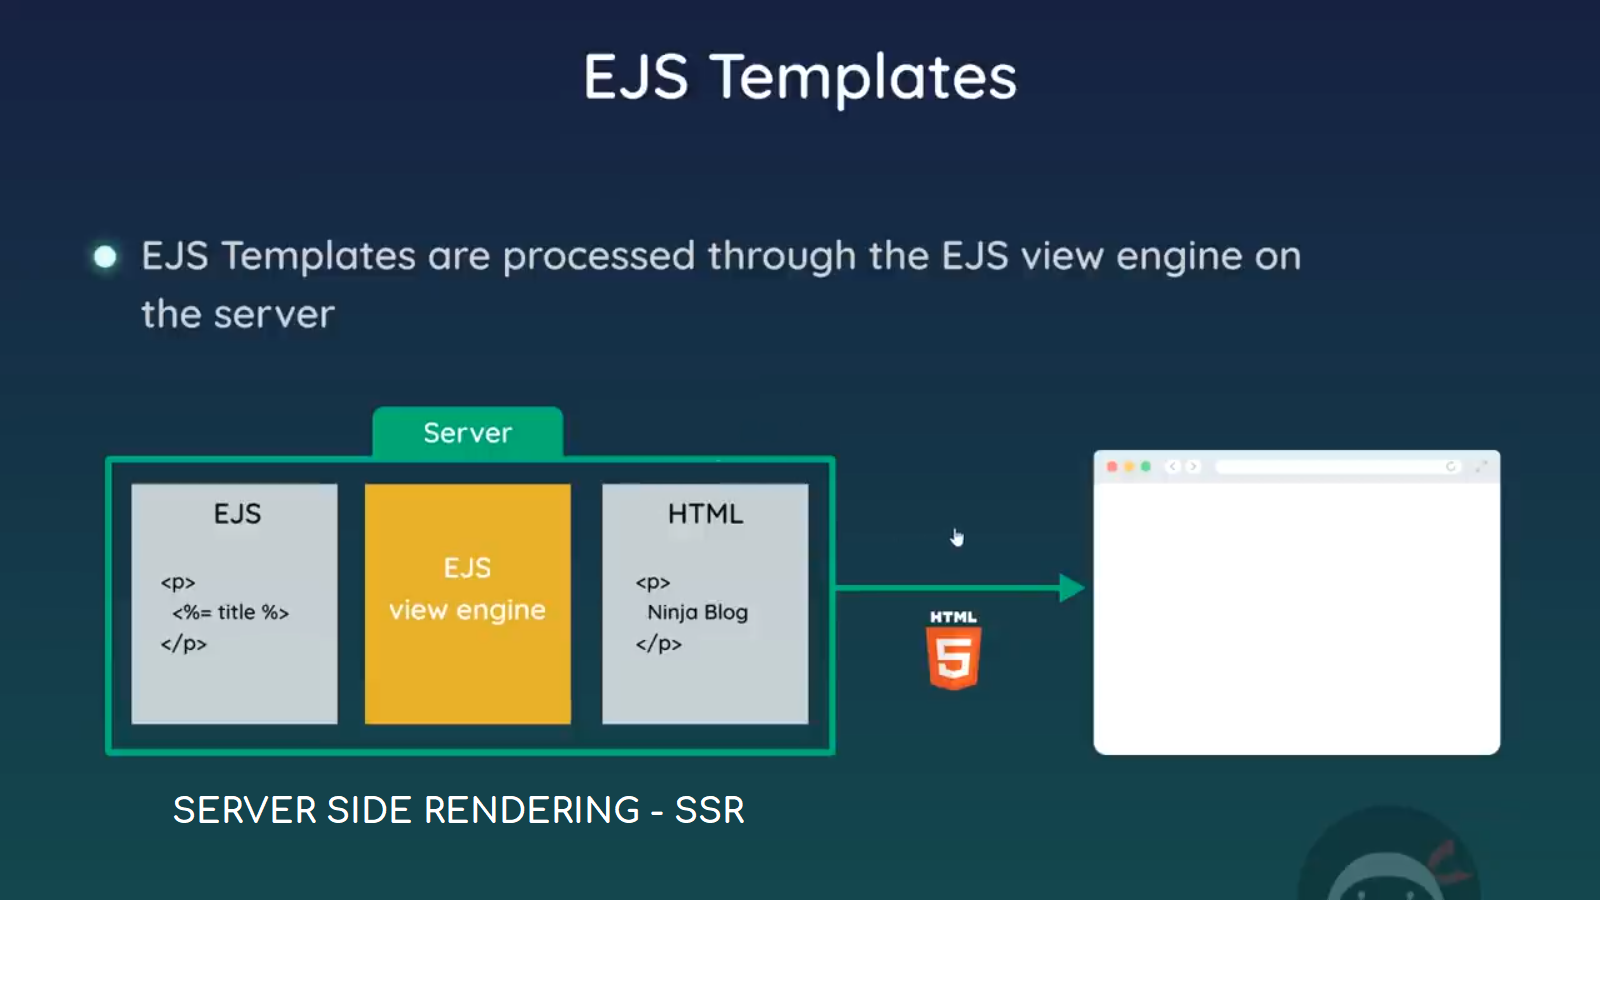 EJS Templates
EJS Templates are processed through the EJS view engine on
the server
Server
EJS
<p>
<%= title %>
</p>
EJS
view engine
HTML
<p>
Ninja Blog
</p>
HTML
5
SERVER SIDE RENDERING - SSR